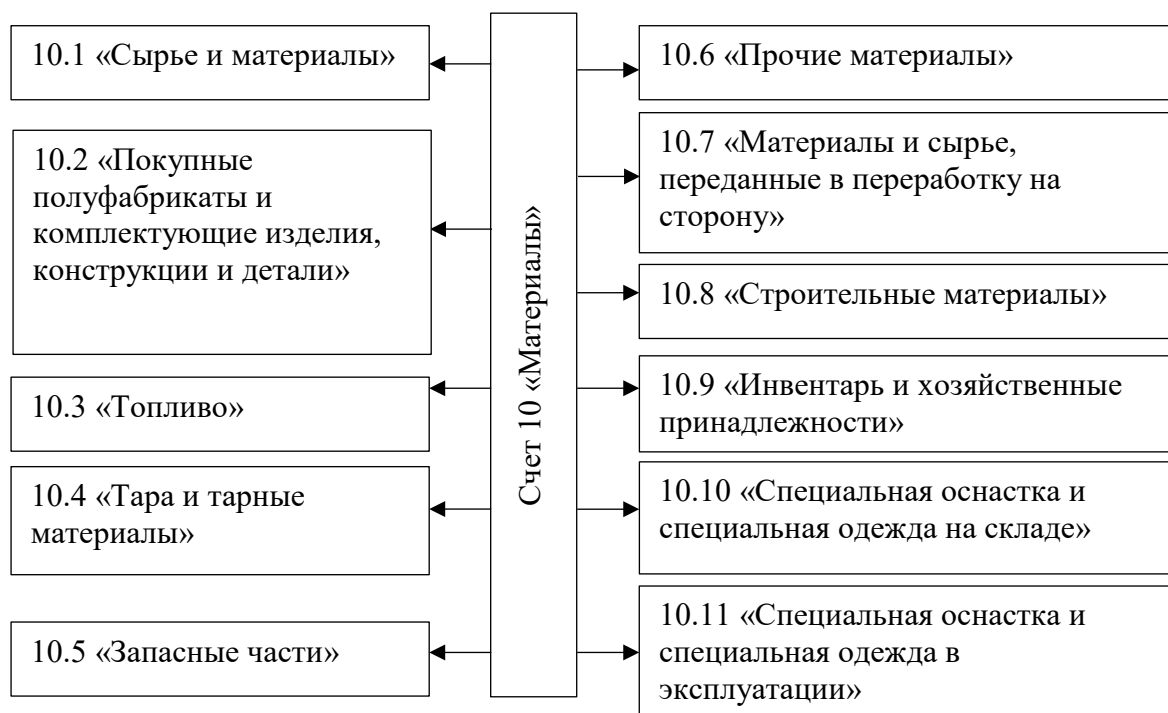 10.1 «Сырье и материалы»
10.2 «Покупные
полуфабрикаты и
комплектующие изделия,
конструкции и детали»
10.3 «Топливо»
10.4 «Тара и тарные
материалы»
10.5 «Запасные части»
Счет 10 «Материалы»
10.6 «Прочие материалы»
10.7 «Материалы и сырье,
переданные в переработку на
сторону»
10.8 «Строительные материалы»
10.9 «Инвентарь и хозяйственные
принадлежности»
10.10 «Специальная оснастка и
специальная одежда на складе»
10.11 «Специальная оснастка и
специальная одежда в
эксплуатации»